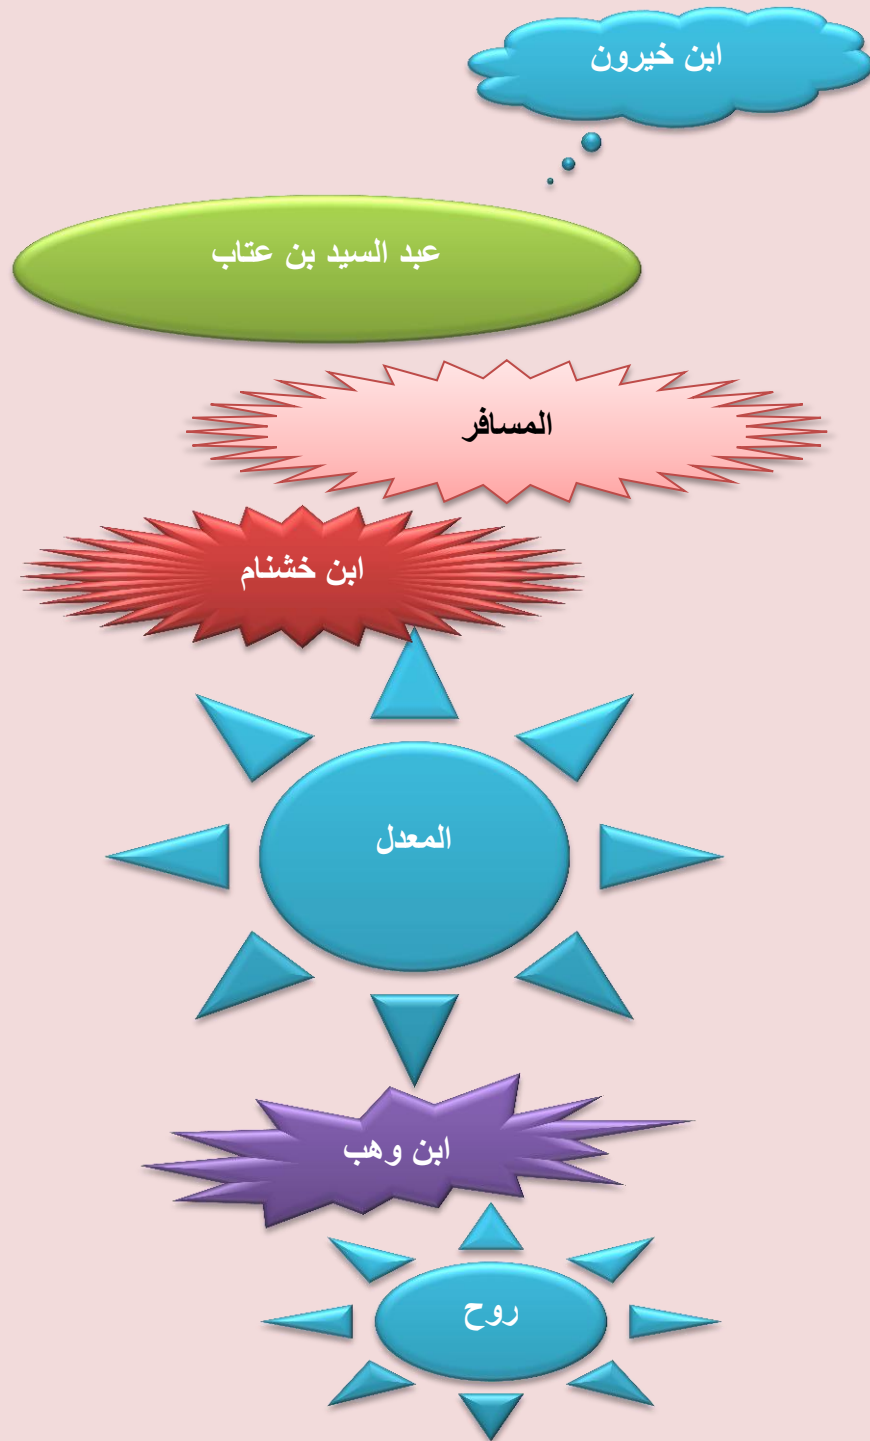 ابن خيرون
عبد السيد بن عتاب
المسافر
ابن خشنام
المعدل
ابن وهب
روح